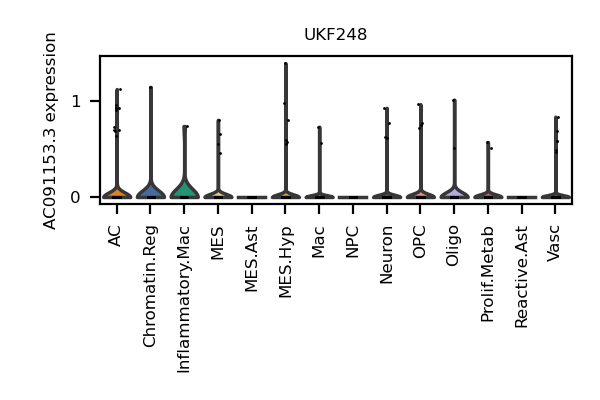 UKF248
AC091153.3 expression
1
0
AC
Chromatin.Reg
Inflammatory.Mac
MES
MES.Ast
MES.Hyp
Mac
NPC
Neuron
OPC
Oligo
Prolif.Metab
Reactive.Ast
Vasc